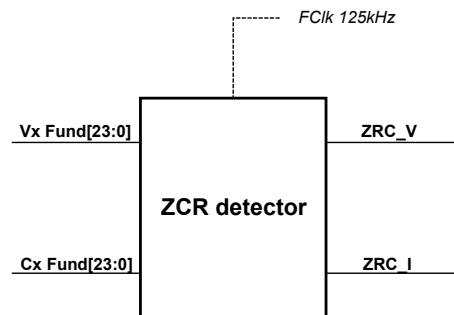 FClk 125kHz
Vx Fund[23:0]
ZRC_V
ZCR detector
Cx Fund[23:0]
ZRC_I